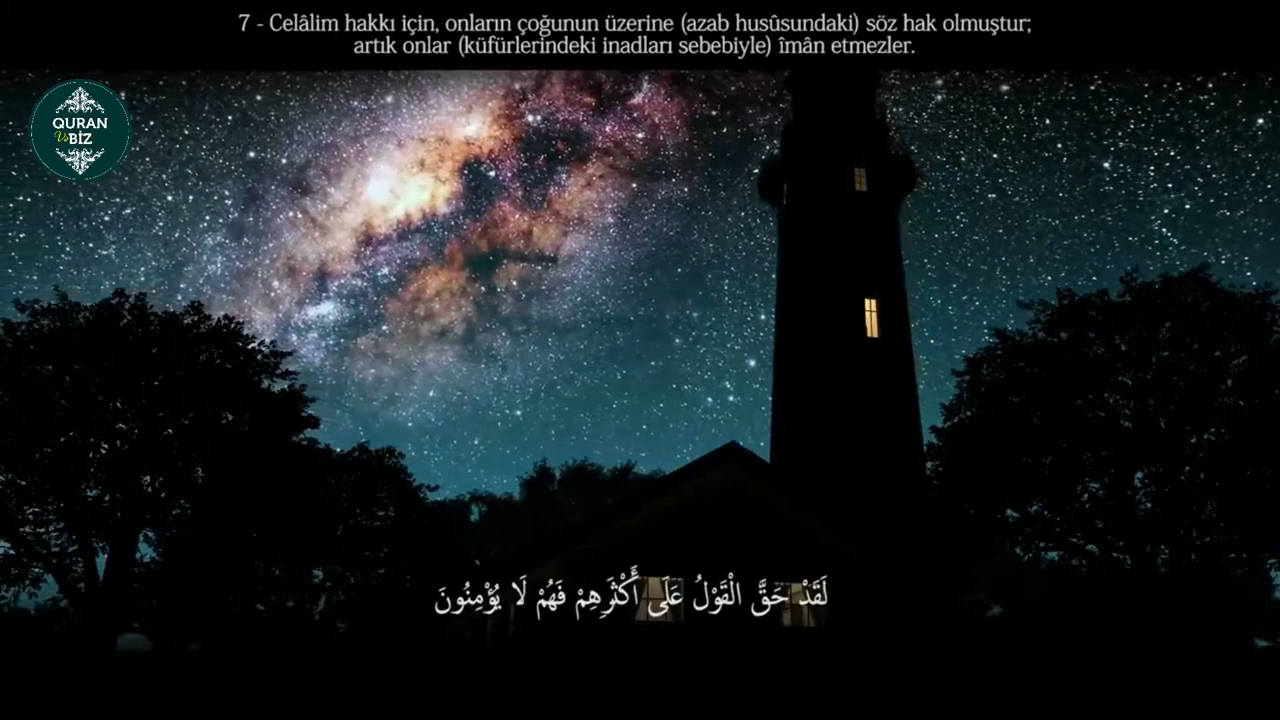 7 - Celâlim hakkı için, onların çoğunun üzerine (azab husûsundaki) söz hak olmuştur;
artık onlar (küfürlerindeki inadları sebebiyle) îmân etmezler.
QURAN
Ve BİZ
لَقَدْ حَقَّ الْقَوْلُ عَلَى أَكْثَرِهِمْ فَهُمْ لَا يُؤْمِنُونَ